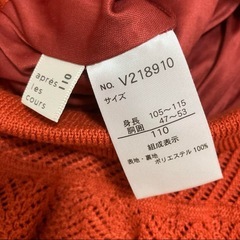 après
les
cours
110
NO. V218910
サイズ
身長 105～115
胴囲 47～53
110
組成表示
表地・裏地 ポリエステル 100%